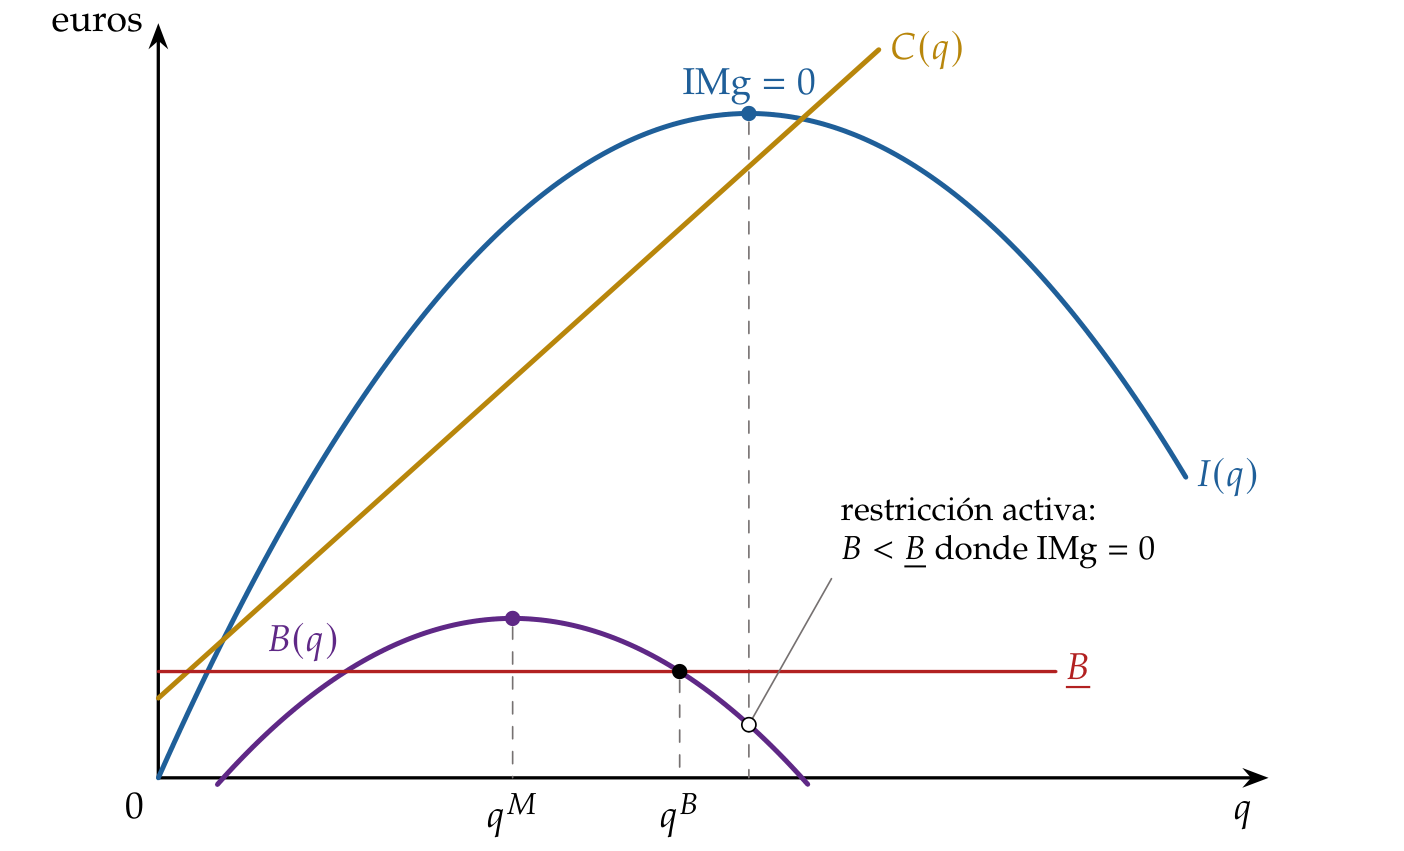 euros
C(q)
IMg = 0
I(q)
restricción activa:
B < B̲ donde IMg = 0
B(q)
B̲
0
q^M
q^B
q